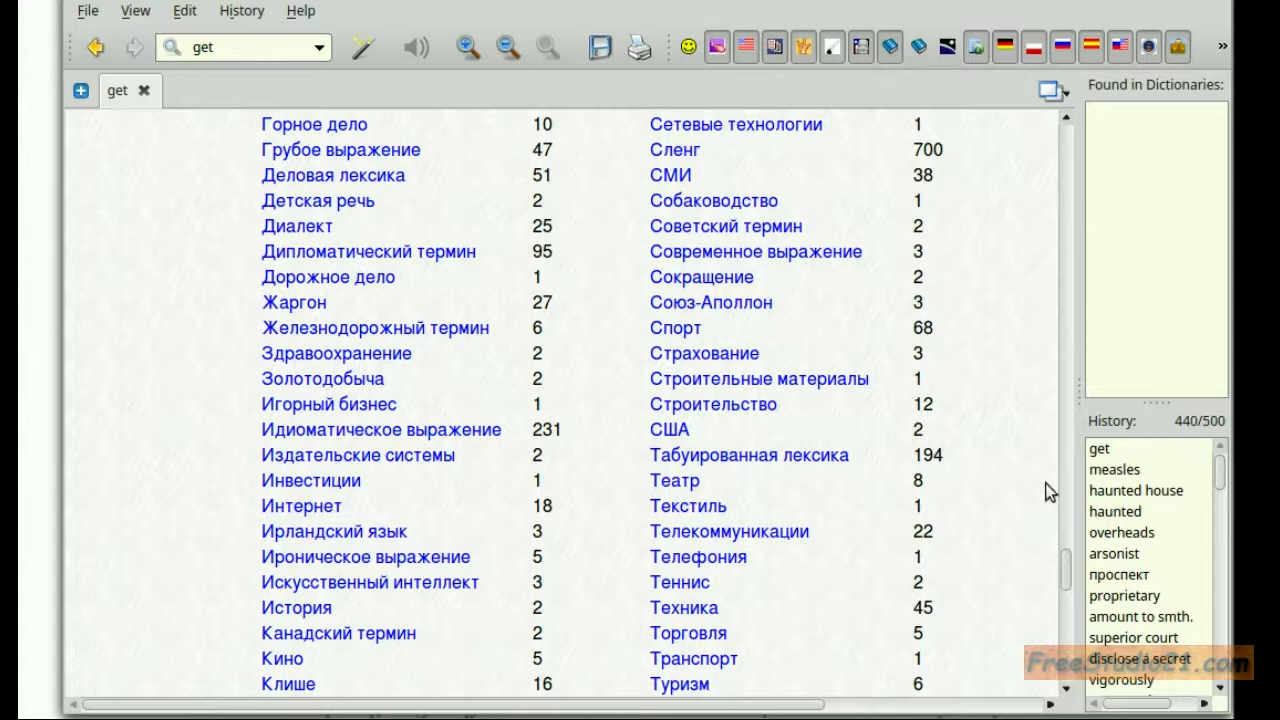 File View Edit History Help
get
»
get
Found in Dictionaries:
Горное дело 10 Сетевые технологии 1
Грубое выражение 47 Сленг 700
Деловая лексика 51 СМИ 38
Детская речь 2 Собаководство 1
Диалект 25 Советский термин 2
Дипломатический термин 95 Современное выражение 3
Дорожное дело 1 Сокращение 2
Жаргон 27 Союз-Аполлон 3
Железнодорожный термин 6 Спорт 68
Здравоохранение 2 Страхование 3
Золотодобыча 2 Строительные материалы 1
Игорный бизнес 1 Строительство 12
Идиоматическое выражение 231 США 2
Издательские системы 2 Табуированная лексика 194
Инвестиции 1 Театр 8
Интернет 18 Текстиль 1
Ирландский язык 3 Телекоммуникации 22
Ироническое выражение 5 Телефония 1
Искусственный интеллект 3 Теннис 2
История 2 Техника 45
Канадский термин 2 Торговля 5
Кино 5 Транспорт 1
Клише 16 Туризм 6
History: 440/500
get
measles
haunted house
haunted
overheads
arsonist
проспект
proprietary
amount to smth.
superior court
disclose a secret
vigorously
FreeStudio21.com